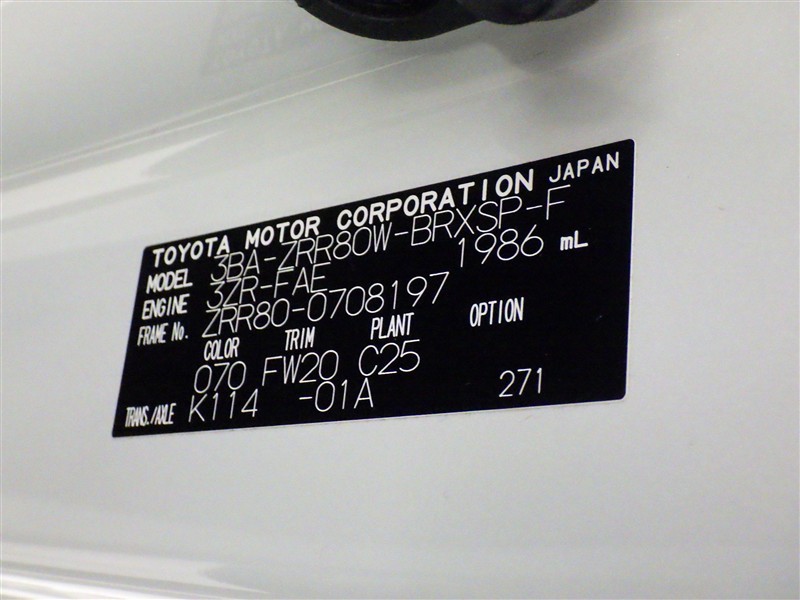 TOYOTA MOTOR CORPORATION JAPAN
MODEL 3BA-ZRR80W-BRXSP-F
ENGINE 3ZR-FAE 1986 mL
FRAME No. ZRR80-0708197
COLOR TRIM PLANT OPTION
070 FW20 C25
TRANS./AXLE K114 -01A 271